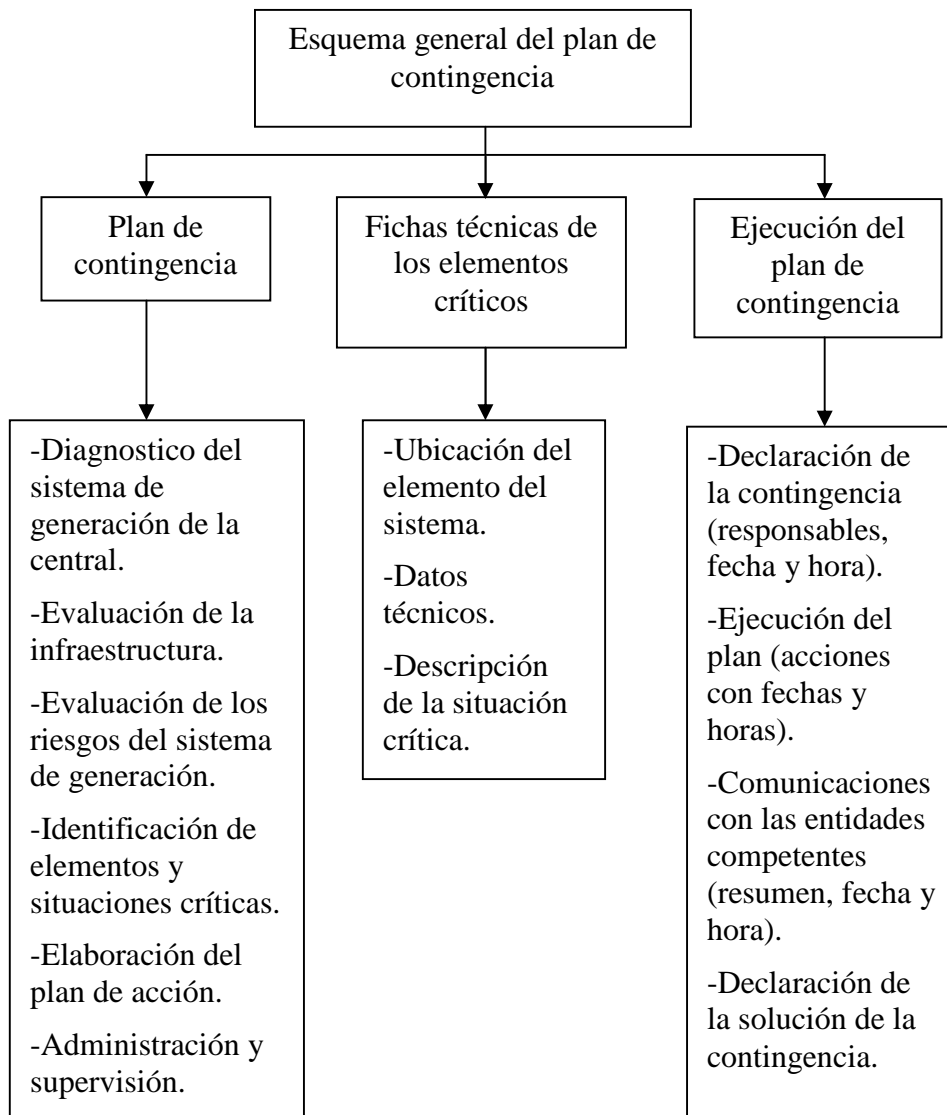 Esquema general del plan de
contingencia
Plan de
contingencia
Fichas técnicas de
los elementos
críticos
Ejecución del
plan de
contingencia
-Diagnostico del
sistema de
generación de la
central.
-Evaluación de la
infraestructura.
-Evaluación de los
riesgos del sistema
de generación.
-Identificación de
elementos y
situaciones críticas.
-Elaboración del
plan de acción.
-Administración y
supervisión.
-Ubicación del
elemento del
sistema.
-Datos
técnicos.
-Descripción
de la situación
crítica.
-Declaración de
la contingencia
(responsables,
fecha y hora).
-Ejecución del
plan (acciones
con fechas y
horas).
-Comunicaciones
con las entidades
competentes
(resumen, fecha y
hora).
-Declaración de
la solución de la
contingencia.